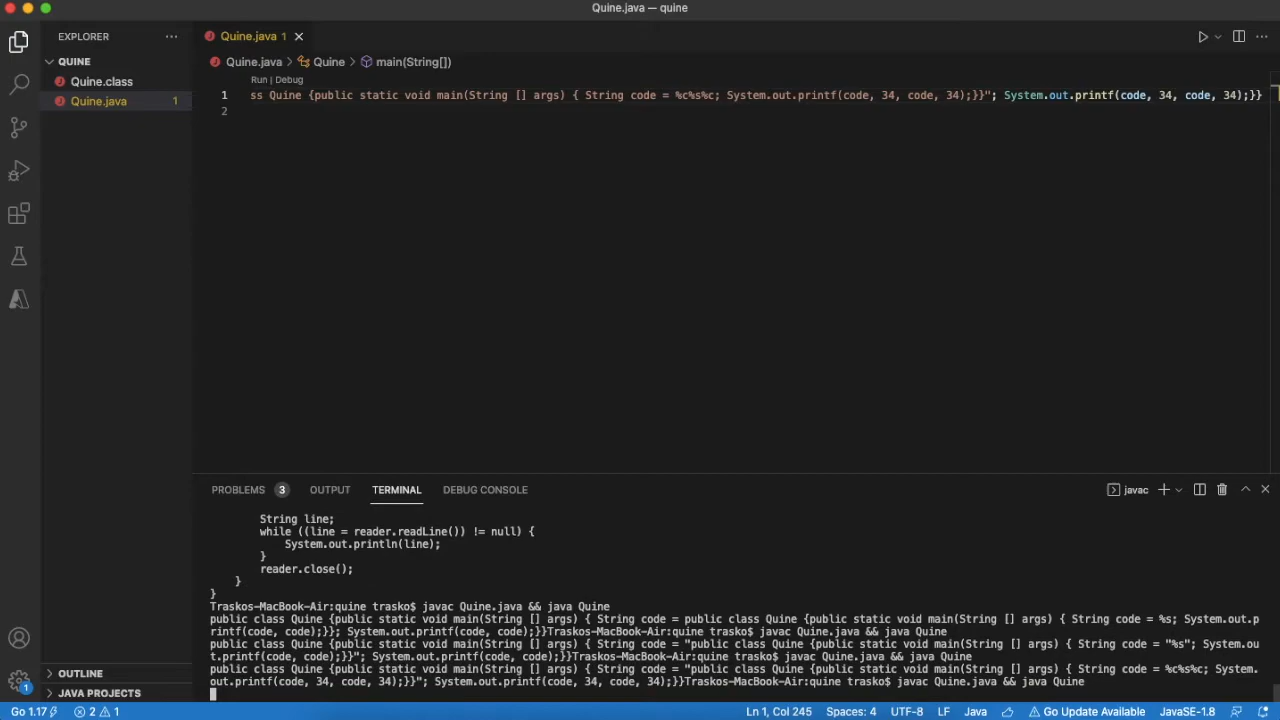 Quine.java — quine
EXPLORER
QUINE
Quine.class
Quine.java 1
Quine.java 1
Quine.java > Quine > main(String[])
Run | Debug
1 ss Quine {public static void main(String [] args) { String code = %c%s%c; System.out.printf(code, 34, code, 34);}}"; System.out.printf(code, 34, code, 34);}}
2
PROBLEMS 3 OUTPUT TERMINAL DEBUG CONSOLE
javac
String line;
while ((line = reader.readLine()) != null) {
System.out.println(line);
}
reader.close();
}
}
Traskos-MacBook-Air:quine trasko$ javac Quine.java && java Quine
public class Quine {public static void main(String [] args) { String code = public class Quine {public static void main(String [] args) { String code = %s; System.out.p
rintf(code, code);}}; System.out.printf(code, code);}}Traskos-MacBook-Air:quine trasko$ javac Quine.java && java Quine
public class Quine {public static void main(String [] args) { String code = "public class Quine {public static void main(String [] args) { String code = "%s"; System.ou
t.printf(code, code);}}"; System.out.printf(code, code);}}Traskos-MacBook-Air:quine trasko$ javac Quine.java && java Quine
public class Quine {public static void main(String [] args) { String code = "public class Quine {public static void main(String [] args) { String code = %c%s%c; System.
out.printf(code, 34, code, 34);}}"; System.out.printf(code, 34, code, 34);}}Traskos-MacBook-Air:quine trasko$ javac Quine.java && java Quine
OUTLINE
JAVA PROJECTS
1
Go 1.17 2 1 Ln 1, Col 245 Spaces: 4 UTF-8 LF Java Go Update Available JavaSE-1.8